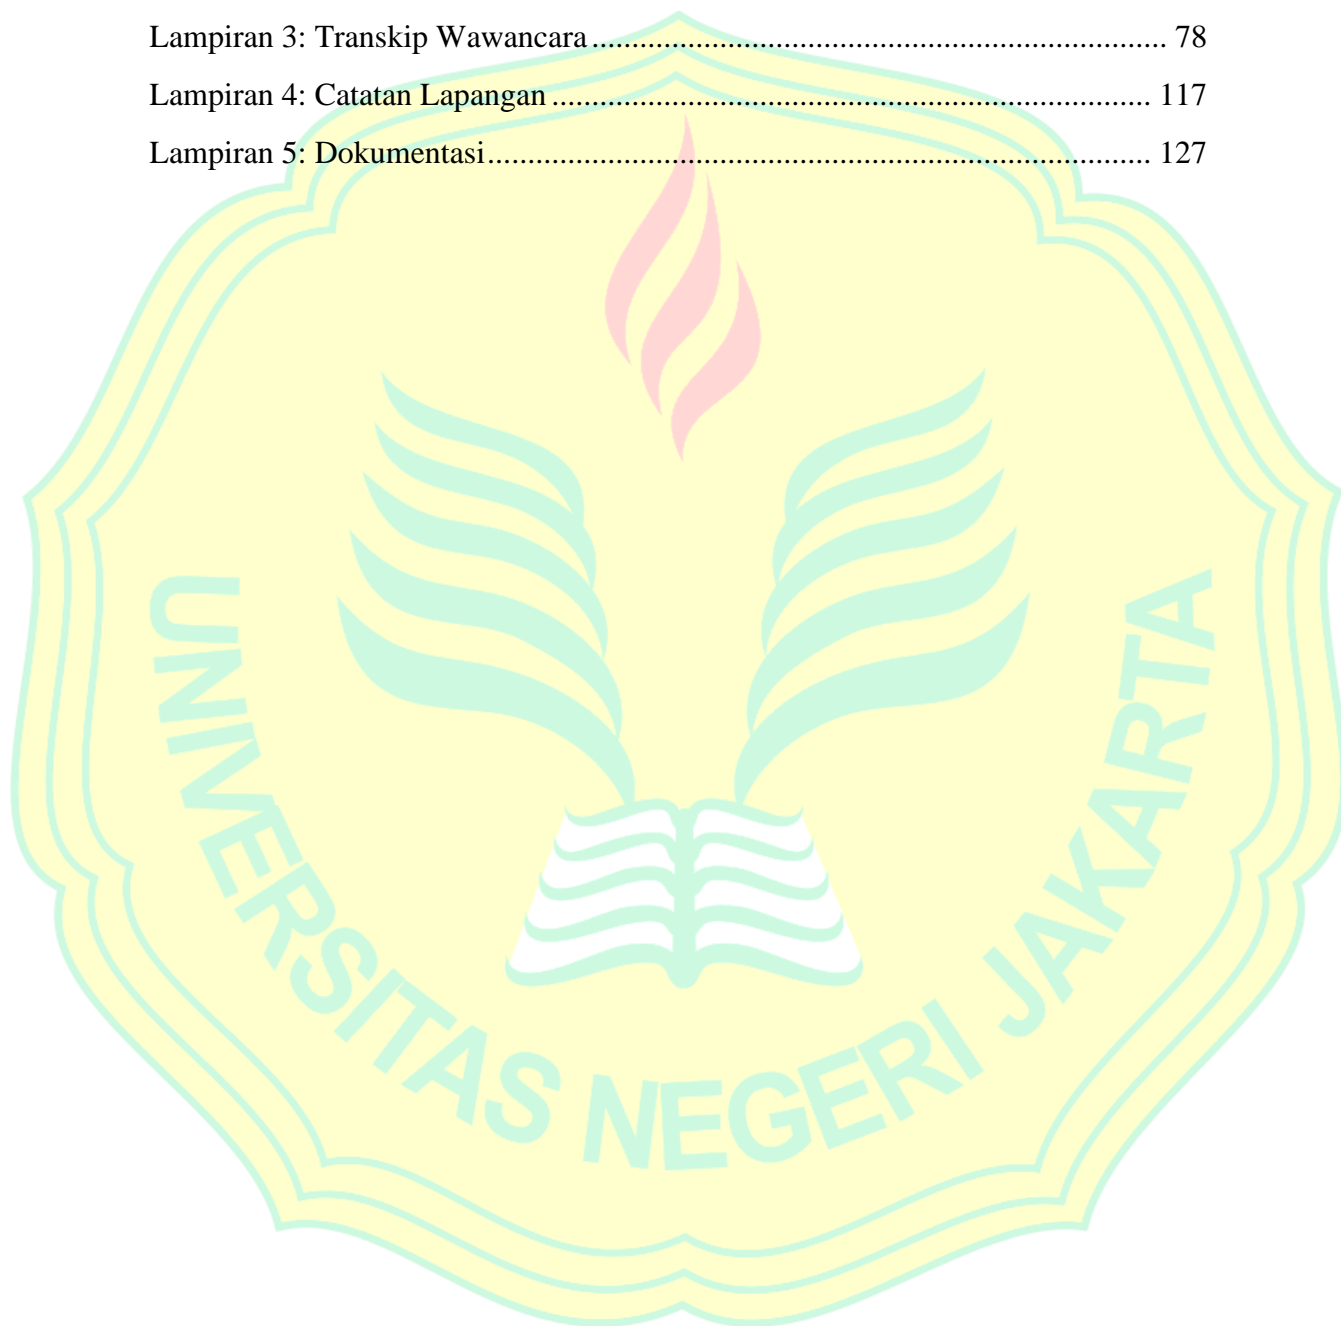 Lampiran 3: Transkip Wawancara ........................................................................ 78
Lampiran 4: Catatan Lapangan ........................................................................... 117
Lampiran 5: Dokumentasi................................................................................... 127
UNIVERSITAS NEGERI JAKARTA